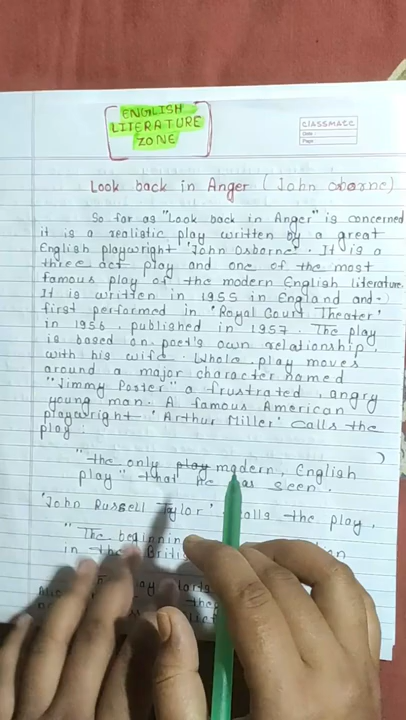 ENGLISH
LITERATURE
ZONE
CLASSMATE
Date
Page
Look back in Anger (John osborne)
So far as "Look back in Anger" is concerned
it is a realistic play written by a great
English playwright 'John Osborne'. It is a
three act play and one of the most
famous play of the modern English literature.
It is written in 1955 in England and
first performed in 'Royal Court Theater'
in 1956, published in 1957. The play
is based on poet's own relationship
with his wife. Whole play moves
around a major character named
"Jimmy Porter" a frustrated, angry
young man. A famous American
playwright 'Arthur Miller' calls the
play:
"the only play modern, English
play" that he has seen.
'John Russell Taylor' calls the play,
"The beginnin
in the Briti